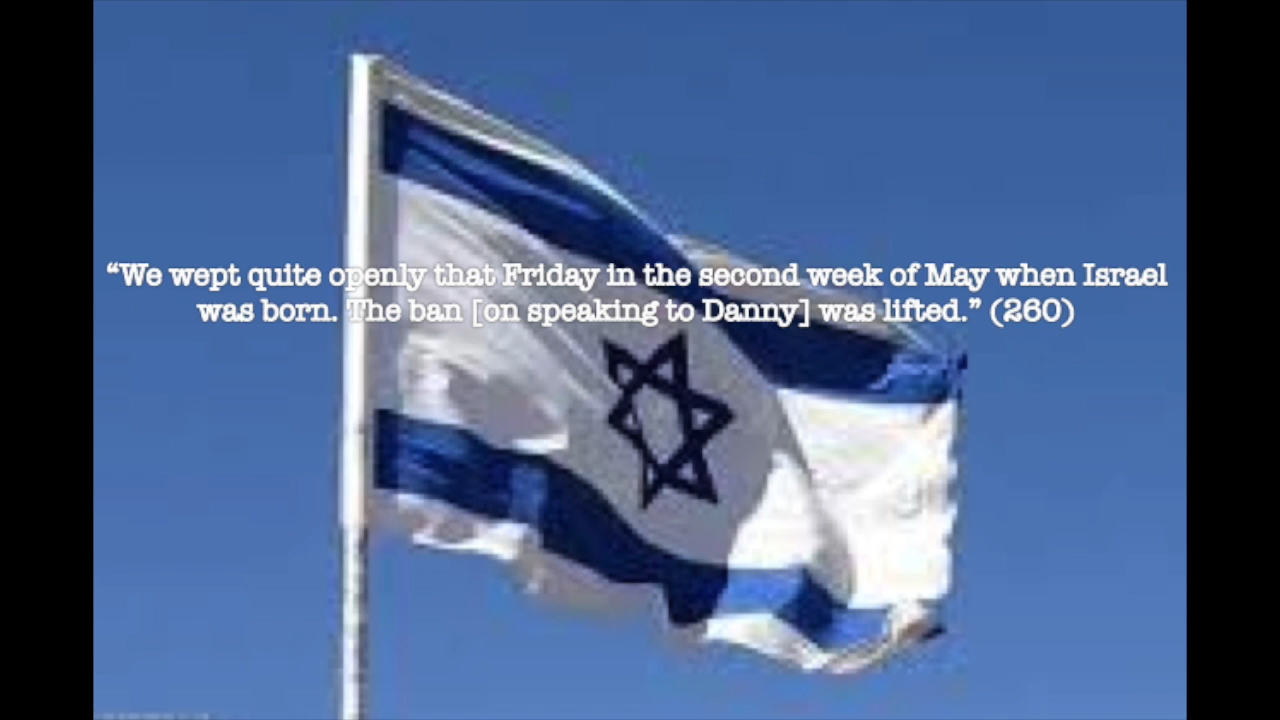 “We wept quite openly that Friday in the second week of May when Israel
was born. The ban [on speaking to Danny] was lifted.” (260)